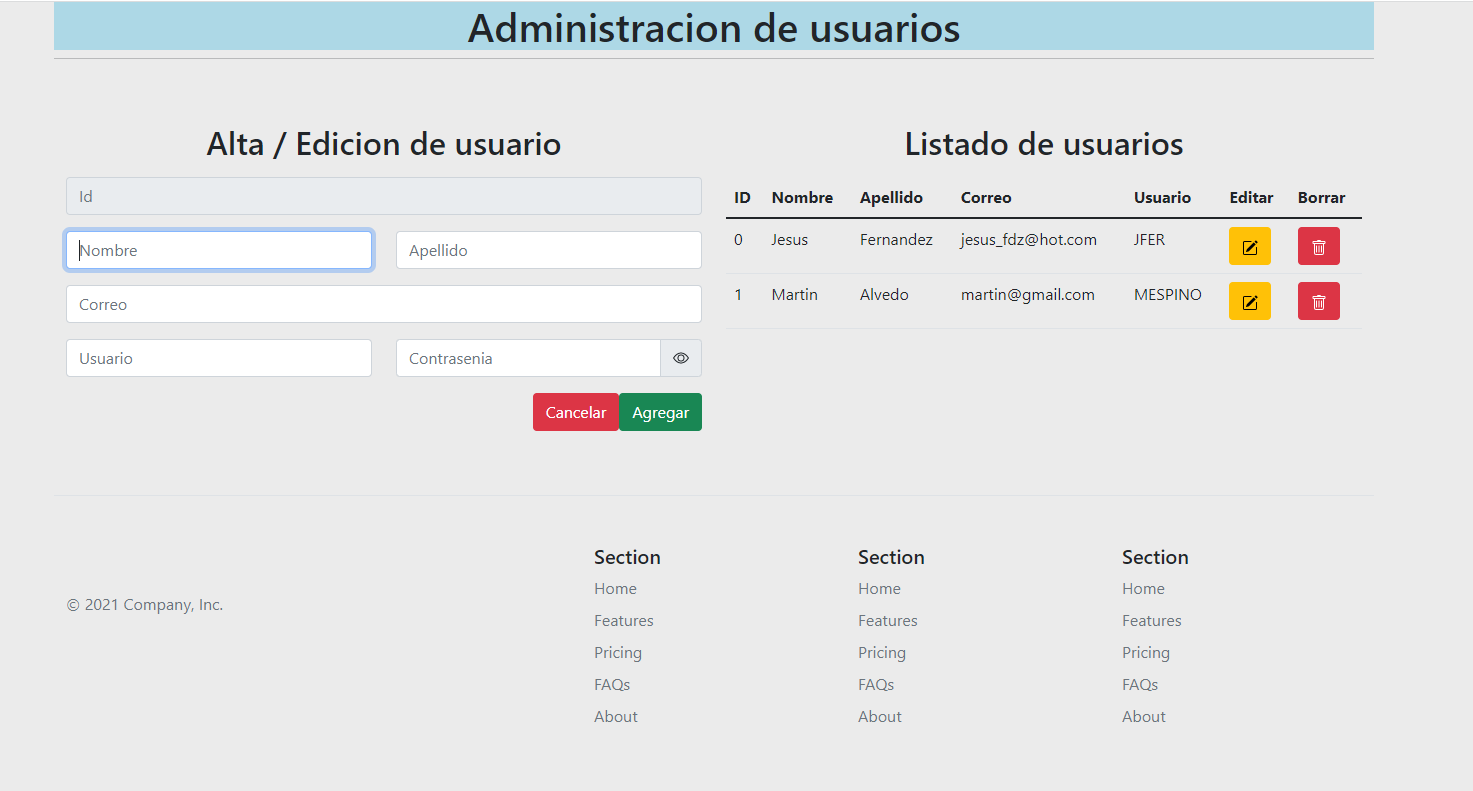 Administracion de usuarios
Alta / Edicion de usuario
Id
Nombre Apellido
Correo
Usuario Contrasenia
Cancelar Agregar
Listado de usuarios
ID Nombre Apellido Correo Usuario Editar Borrar
0 Jesus Fernandez jesus_fdz@hot.com JFER
1 Martin Alvedo martin@gmail.com MESPINO
© 2021 Company, Inc.
Section
Home
Features
Pricing
FAQs
About
Section
Home
Features
Pricing
FAQs
About
Section
Home
Features
Pricing
FAQs
About